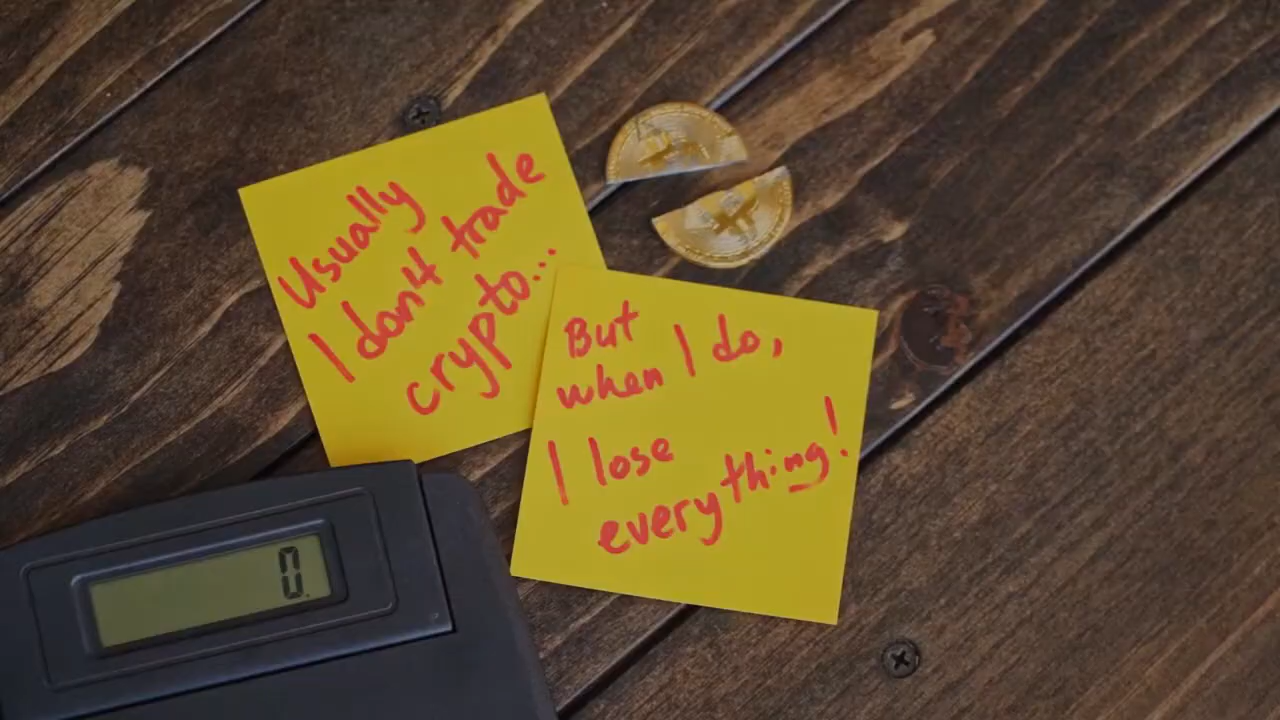 Usually
I don't trade
crypto...
But
when I do,
I lose
everything!
0.